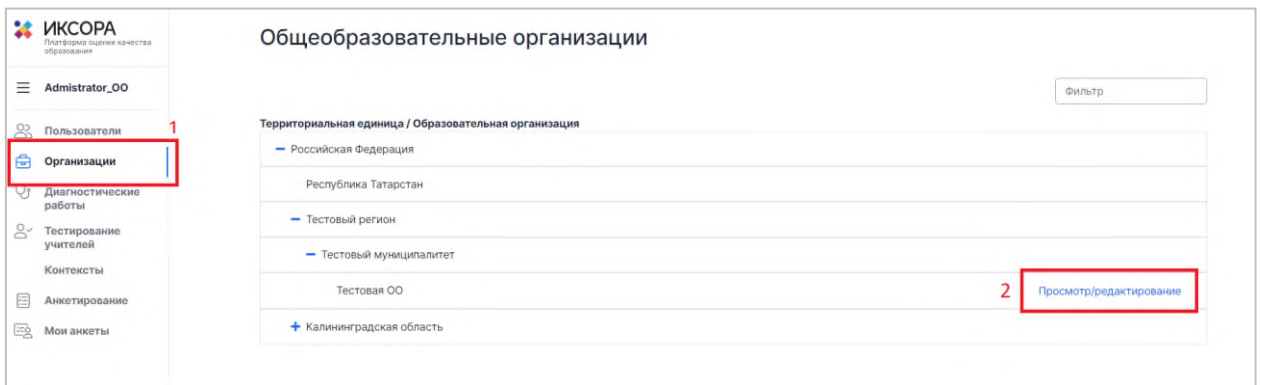 ИКСОРА
Платформа оценки качества
образования
Admistrator_OO
Пользователи
1
Организации
Диагностические
работы
Тестирование
учителей
Контексты
Анкетирование
Мои анкеты
Общеобразовательные организации
Фильтр
Территориальная единица / Образовательная организация
Российская Федерация
Республика Татарстан
Тестовый регион
Тестовый муниципалитет
Тестовая ОО
2 Просмотр/редактирование
Калининградская область